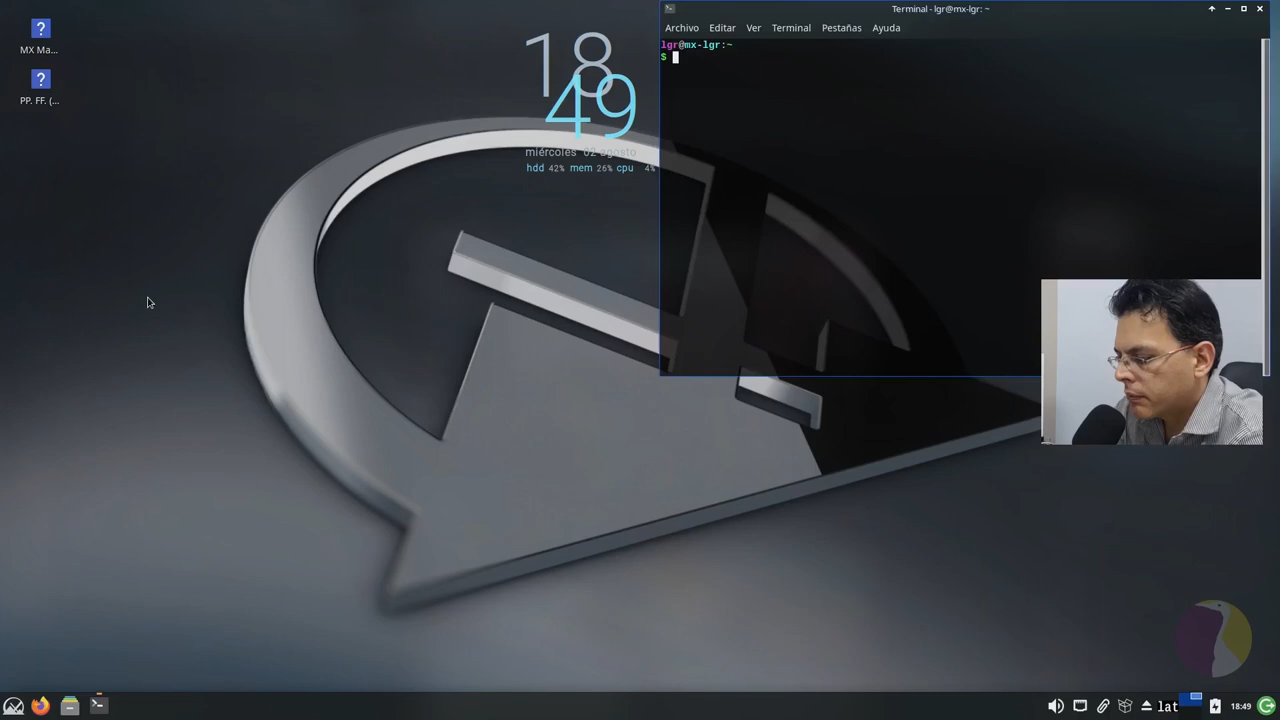 MX Ma...
PP. FF. (...
18
49
miércoles 02 agosto
hdd 42% mem 26% cpu 4%
Terminal - lgr@mx-lgr: ~
Archivo Editar Ver Terminal Pestañas Ayuda
lgr@mx-lgr:~
$
lat
18:49